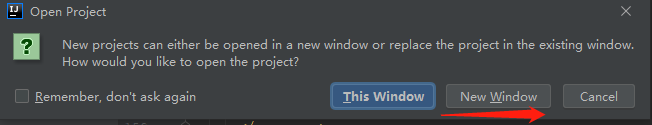 Open Project
New projects can either be opened in a new window or replace the project in the existing window.
How would you like to open the project?
Remember, don't ask again
This Window
New Window
Cancel